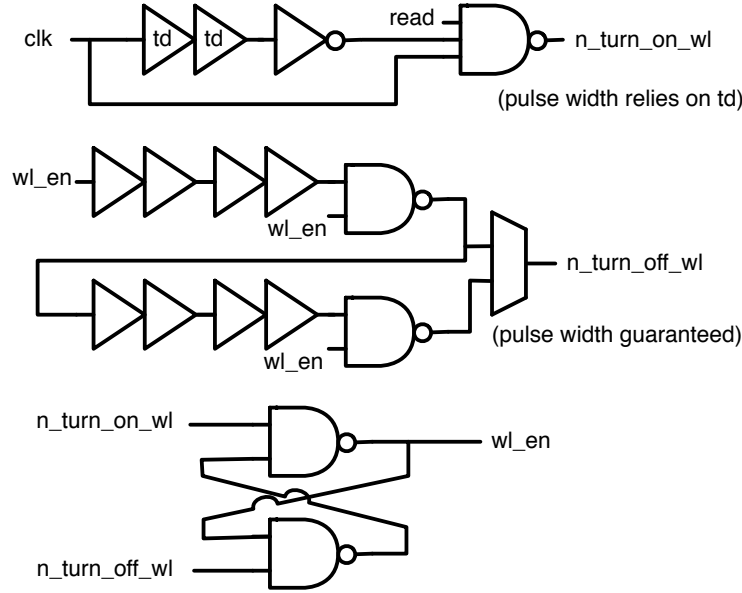 read
clk
td
td
n_turn_on_wl
(pulse width relies on td)
wl_en
wl_en
n_turn_off_wl
(pulse width guaranteed)
wl_en
n_turn_on_wl
wl_en
n_turn_off_wl